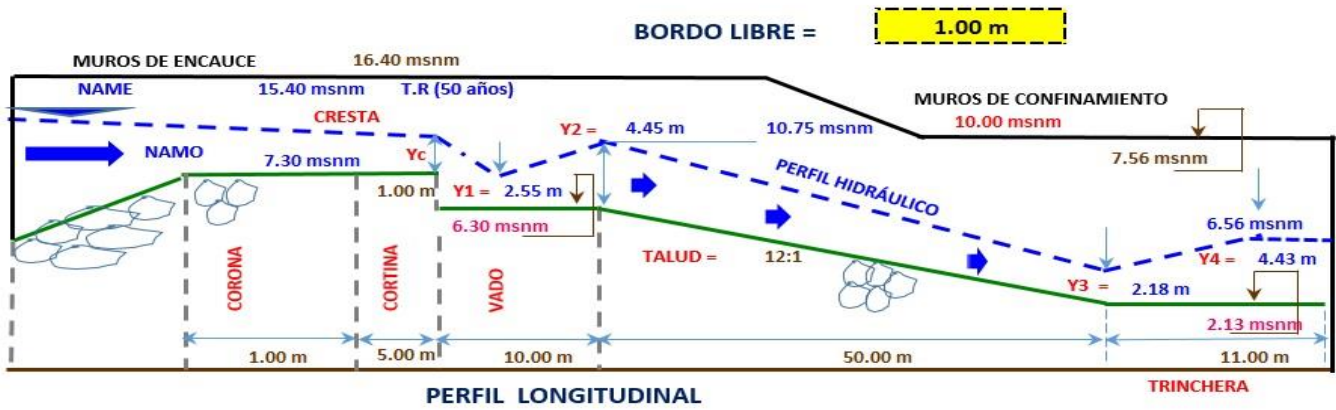 BORDO LIBRE = 1.00 m
MUROS DE ENCAUCE 16.40 msnm
NAME 15.40 msnm T.R (50 años)
MUROS DE CONFINAMIENTO
10.00 msnm
CRESTA
Y2 = 4.45 m 10.75 msnm
NAMO
Yc
7.56 msnm
7.30 msnm
PERFIL HIDRÁULICO
1.00 m Y1 = 2.55 m
6.30 msnm
6.56 msnm
TALUD = 12:1
Y4 = 4.43 m
Y3 = 2.18 m
2.13 msnm
CORONA
CORTINA
VADO
1.00 m 5.00 m 10.00 m 50.00 m 11.00 m
PERFIL LONGITUDINAL
TRINCHERA